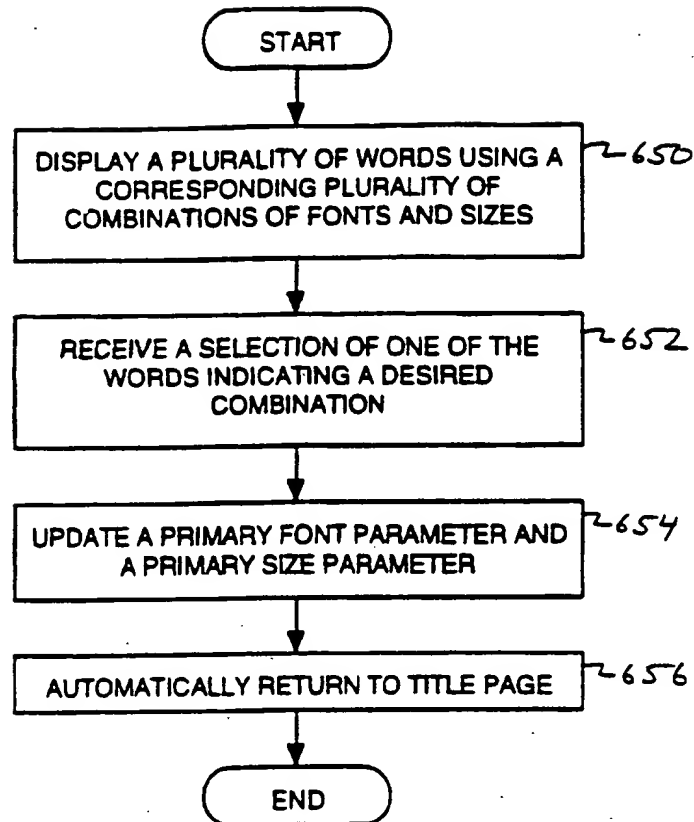 START
DISPLAY A PLURALITY OF WORDS USING A
CORRESPONDING PLURALITY OF
COMBINATIONS OF FONTS AND SIZES
650
RECEIVE A SELECTION OF ONE OF THE
WORDS INDICATING A DESIRED
COMBINATION
652
UPDATE A PRIMARY FONT PARAMETER AND
A PRIMARY SIZE PARAMETER
654
AUTOMATICALLY RETURN TO TITLE PAGE
656
END